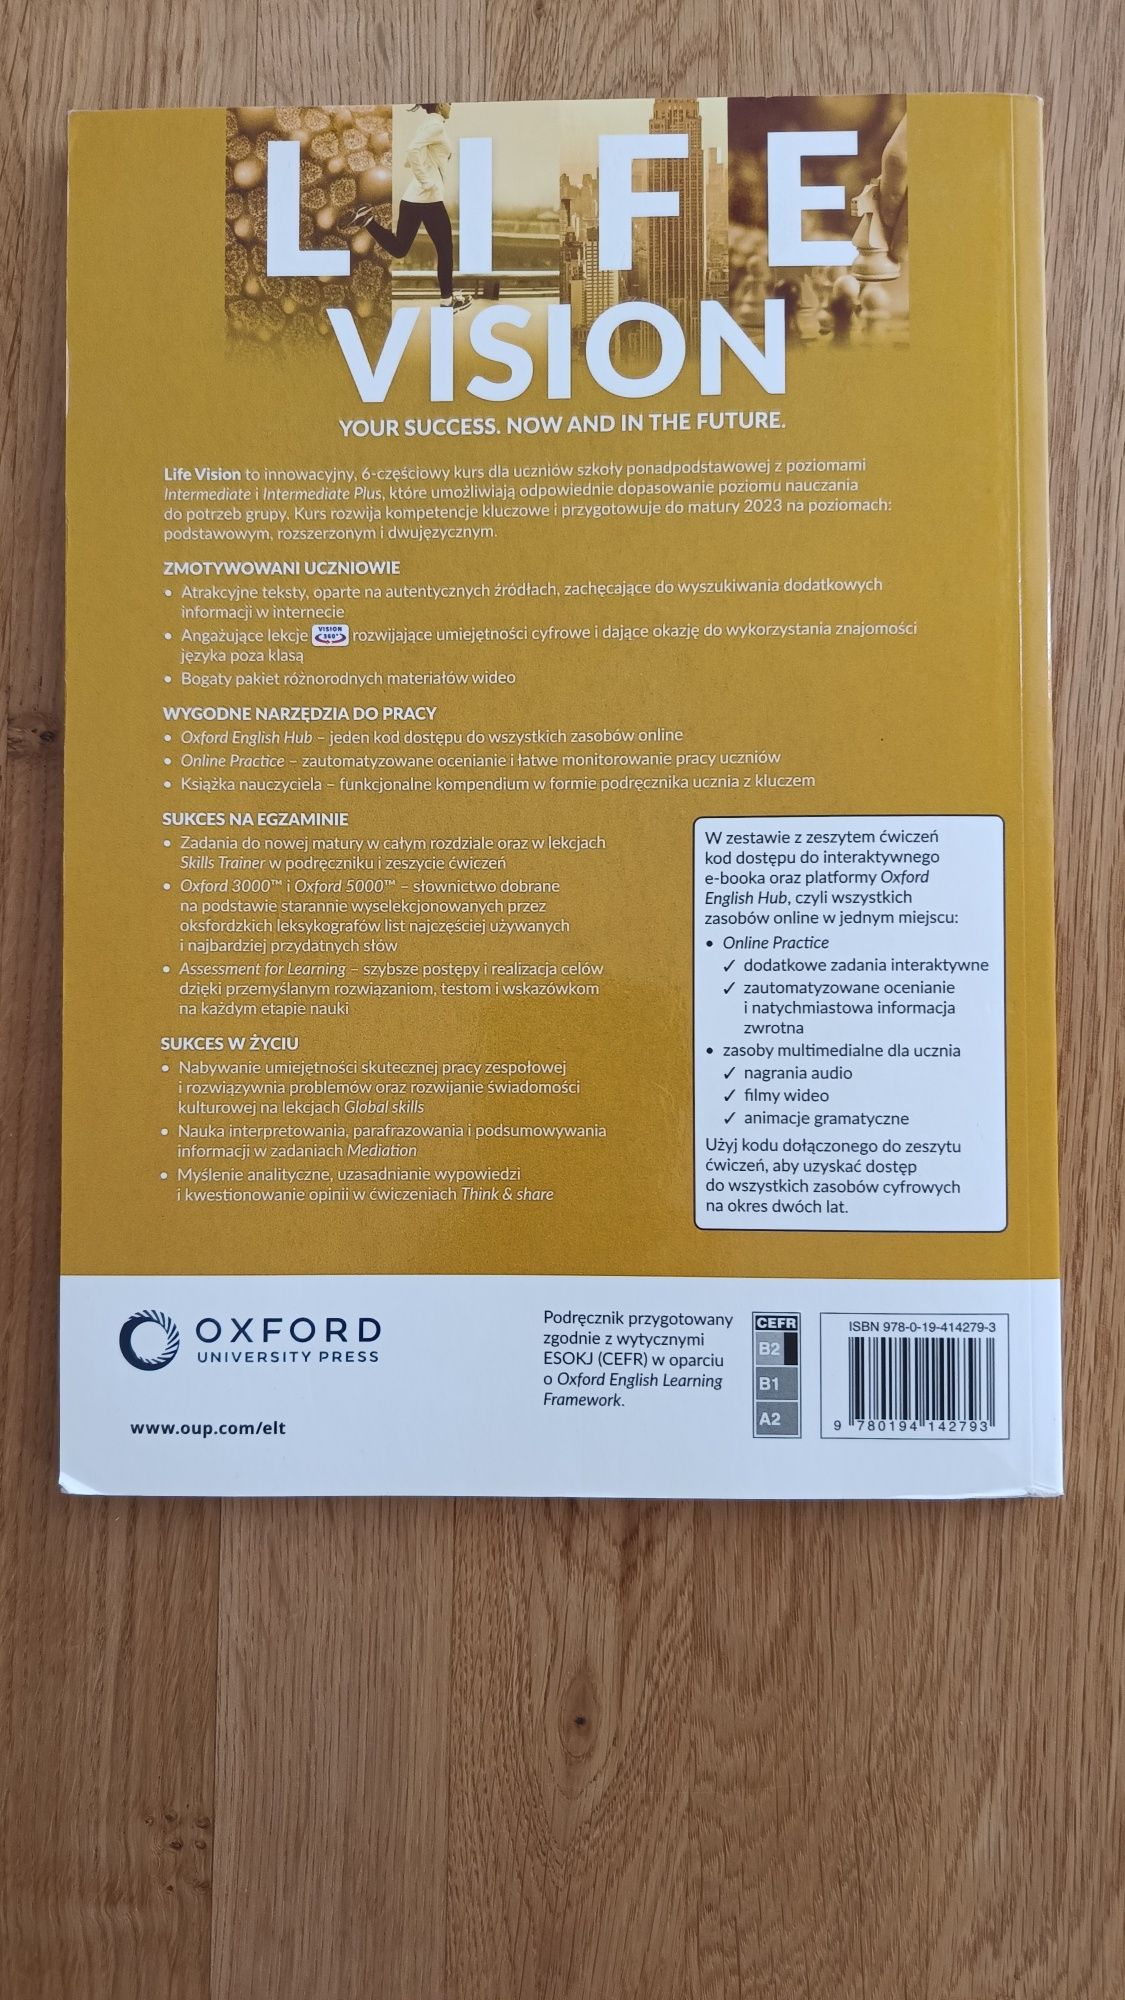 LIFE
VISION
YOUR SUCCESS. NOW AND IN THE FUTURE.
Life Vision to innowacyjny, 6-częściowy kurs dla uczniów szkoły ponadpodstawowej z poziomami
Intermediate i Intermediate Plus, które umożliwiają odpowiednie dopasowanie poziomu nauczania
do potrzeb grupy. Kurs rozwija kompetencje kluczowe i przygotowuje do matury 2023 na poziomach:
podstawowym, rozszerzonym i dwujęzycznym.
ZMOTYWOWANI UCZNIOWIE
• Atrakcyjne teksty, oparte na autentycznych źródłach, zachęcające do wyszukiwania dodatkowych
informacji w internecie
• Angażujące lekcje VISION 360° rozwijające umiejętności cyfrowe i dające okazję do wykorzystania znajomości
języka poza klasą
• Bogaty pakiet różnorodnych materiałów wideo
WYGODNE NARZĘDZIA DO PRACY
• Oxford English Hub – jeden kod dostępu do wszystkich zasobów online
• Online Practice – zautomatyzowane ocenianie i łatwe monitorowanie pracy uczniów
• Książka nauczyciela – funkcjonalne kompendium w formie podręcznika ucznia z kluczem
SUKCES NA EGZAMINIE
• Zadania do nowej matury w całym rozdziale oraz w lekcjach
Skills Trainer w podręczniku i zeszycie ćwiczeń
• Oxford 3000™ i Oxford 5000™ – słownictwo dobrane
na podstawie starannie wyselekcjonowanych przez
oksfordzkich leksykografów list najczęściej używanych
i najbardziej przydatnych słów
• Assessment for Learning – szybsze postępy i realizacja celów
dzięki przemyślanym rozwiązaniom, testom i wskazówkom
na każdym etapie nauki
SUKCES W ŻYCIU
• Nabywanie umiejętności skutecznej pracy zespołowej
i rozwiązywnia problemów oraz rozwijanie świadomości
kulturowej na lekcjach Global skills
• Nauka interpretowania, parafrazowania i podsumowywania
informacji w zadaniach Mediation
• Myślenie analityczne, uzasadnianie wypowiedzi
i kwestionowanie opinii w ćwiczeniach Think & share
W zestawie z zeszytem ćwiczeń
kod dostępu do interaktywnego
e-booka oraz platformy Oxford
English Hub, czyli wszystkich
zasobów online w jednym miejscu:
• Online Practice
✓ dodatkowe zadania interaktywne
✓ zautomatyzowane ocenianie
i natychmiastowa informacja
zwrotna
• zasoby multimedialne dla ucznia
✓ nagrania audio
✓ filmy wideo
✓ animacje gramatyczne
Użyj kodu dołączonego do zeszytu
ćwiczeń, aby uzyskać dostęp
do wszystkich zasobów cyfrowych
na okres dwóch lat.
OXFORD
UNIVERSITY PRESS
www.oup.com/elt
Podręcznik przygotowany
zgodnie z wytycznymi
ESOKJ (CEFR) w oparciu
o Oxford English Learning
Framework.
CEFR
B2
B1
A2
ISBN 978-0-19-414279-3
9 780194 142793